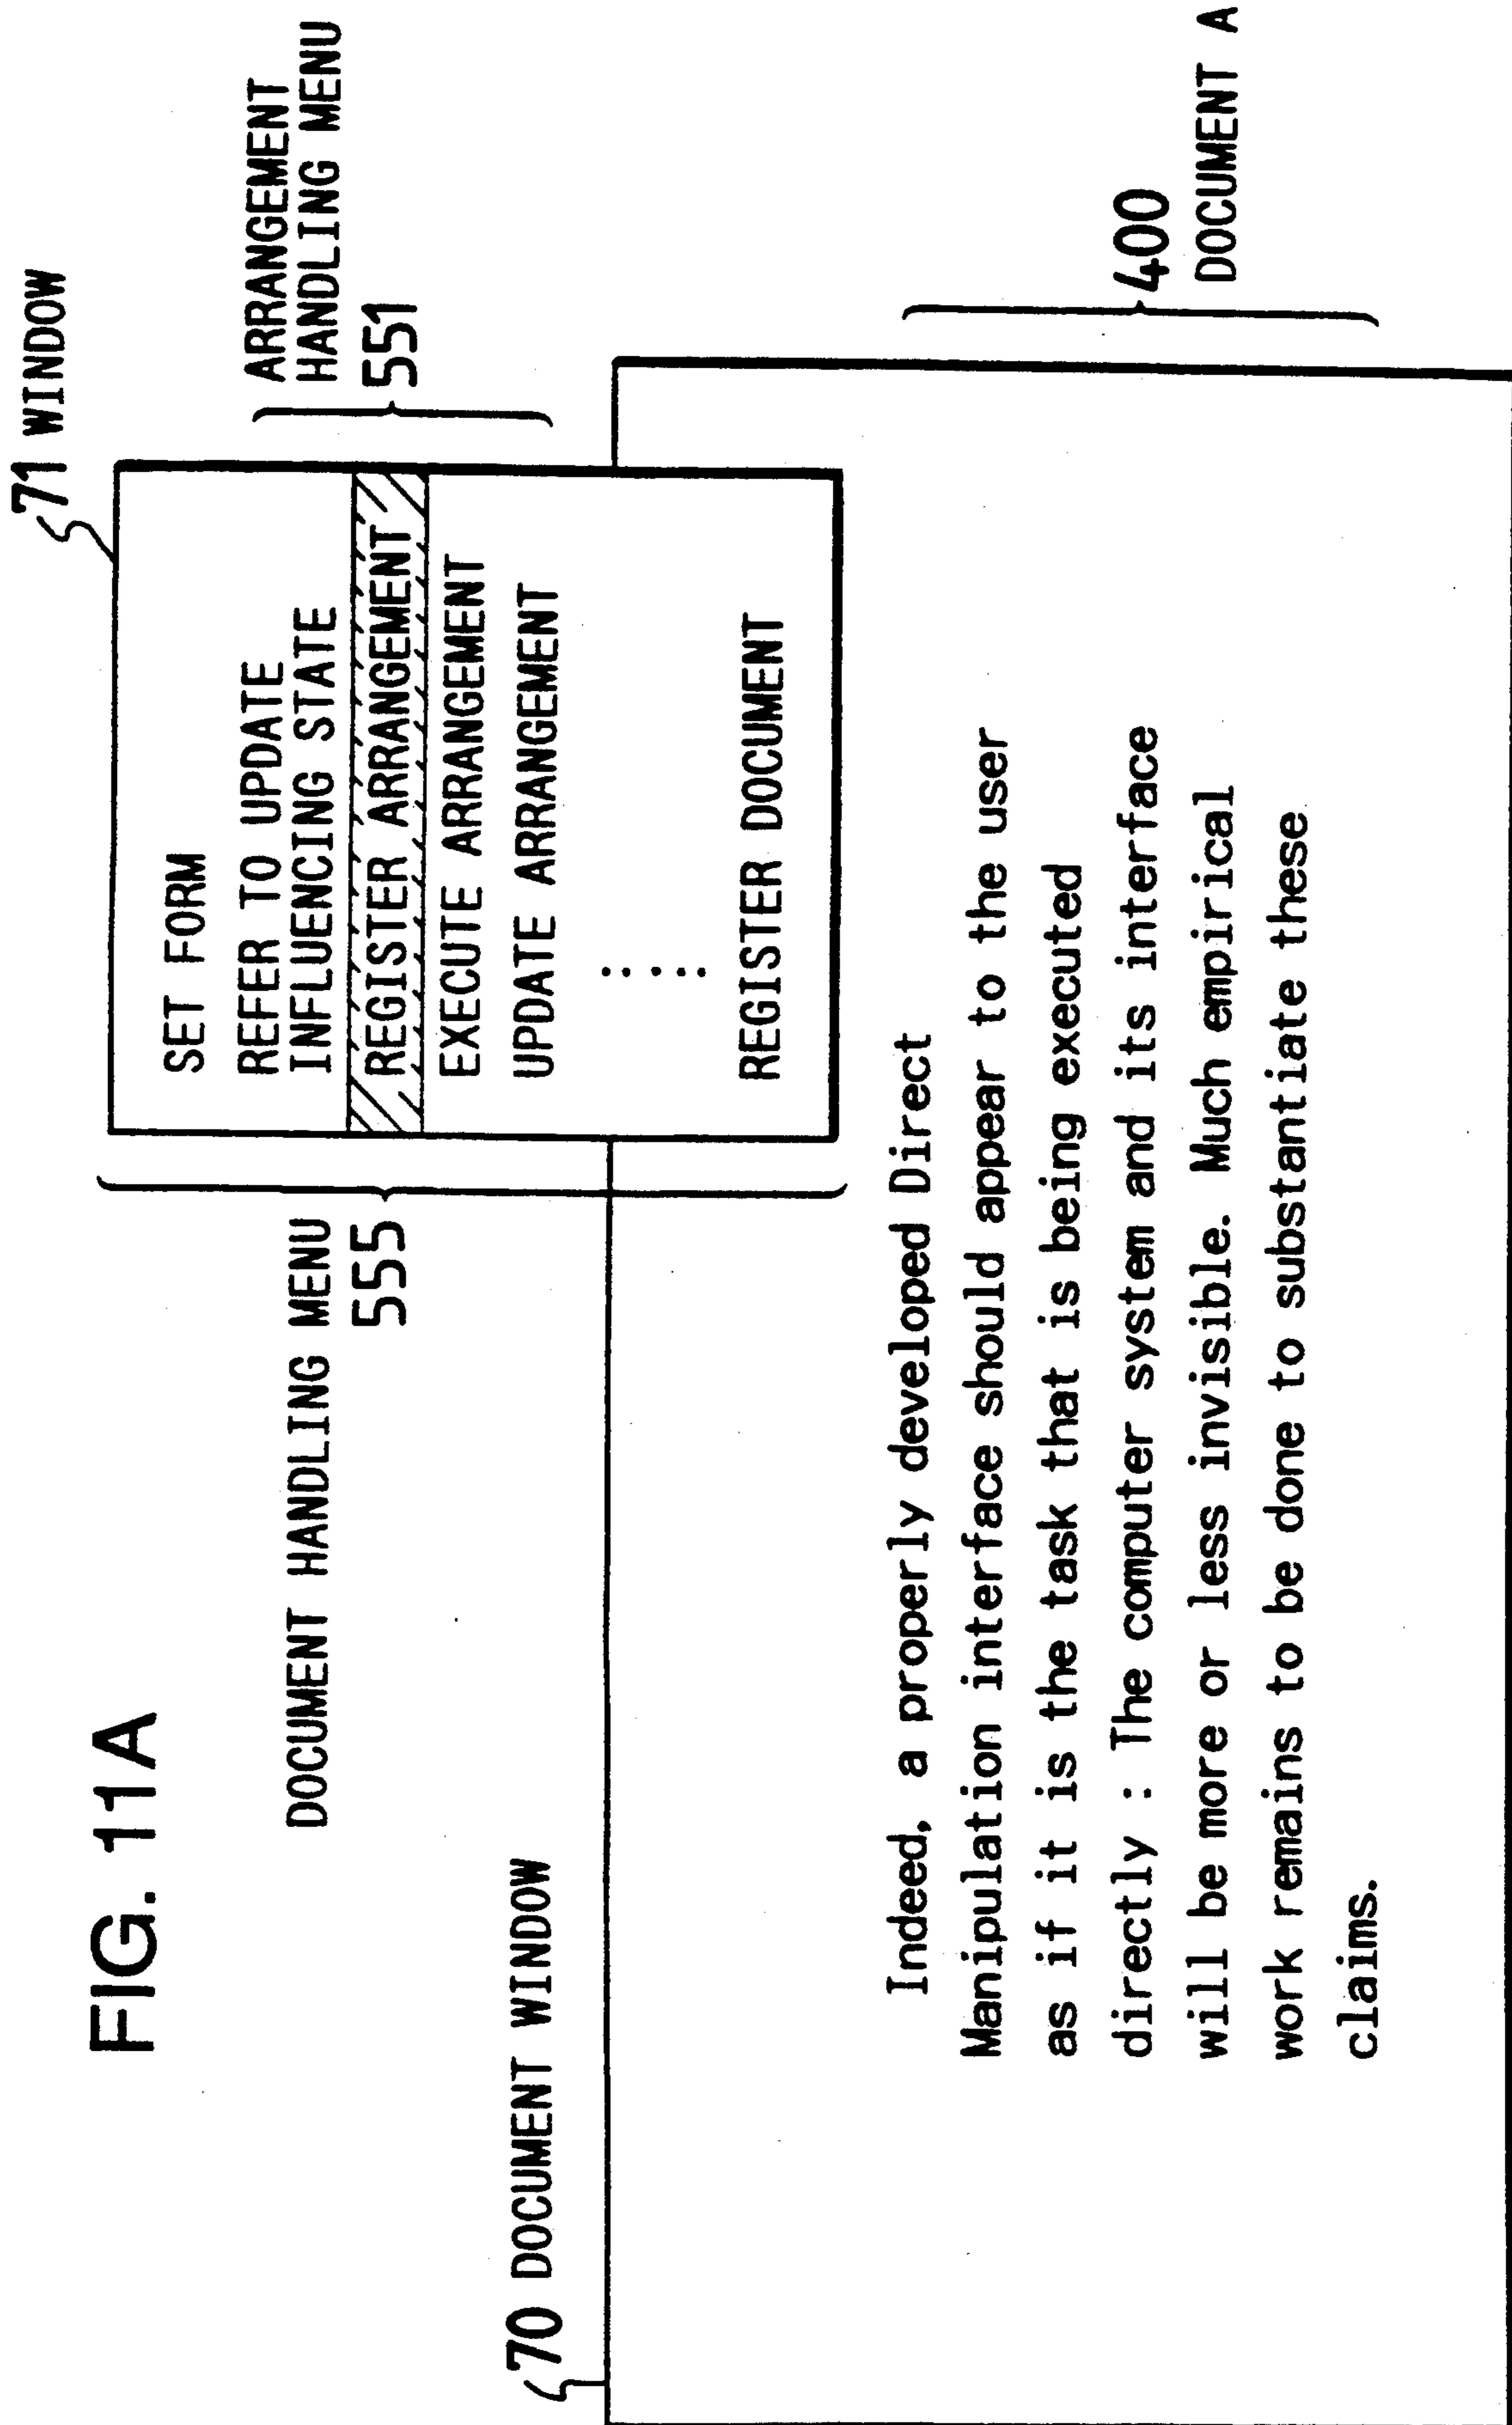 FIG. 11A
71 WINDOW
DOCUMENT HANDLING MENU
555
ARRANGEMENT
HANDLING MENU
551
SET FORM
REFER TO UPDATE
INFLUENCING STATE
REGISTER ARRANGEMENT
EXECUTE ARRANGEMENT
UPDATE ARRANGEMENT
.....
REGISTER DOCUMENT
70 DOCUMENT WINDOW
Indeed, a properly developed Direct
Manipulation interface should appear to the user
as if it is the task that is being executed
directly : The computer system and its interface
will be more or less invisible. Much empirical
work remains to be done to substantiate these
claims.
400
DOCUMENT A